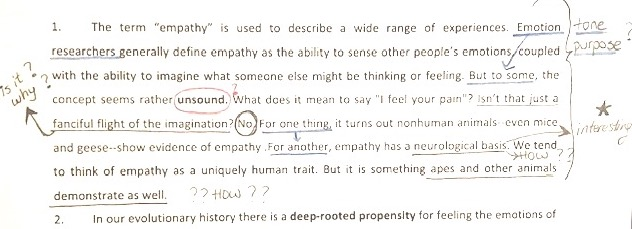 1. The term "empathy" is used to describe a wide range of experiences. Emotion
researchers generally define empathy as the ability to sense other people's emotions, coupled
with the ability to imagine what someone else might be thinking or feeling. But to some, the
concept seems rather unsound. What does it mean to say "I feel your pain"? Isn't that just a
fanciful flight of the imagination? No. For one thing, it turns out nonhuman animals--even mice
and geese--show evidence of empathy .For another, empathy has a neurological basis. We tend
to think of empathy as a uniquely human trait. But it is something apes and other animals
demonstrate as well.
2. In our evolutionary history there is a deep-rooted propensity for feeling the emotions of
tone ?
purpose
Is it?
why?
?
?
interesting
HOW ??
?? HOW ??